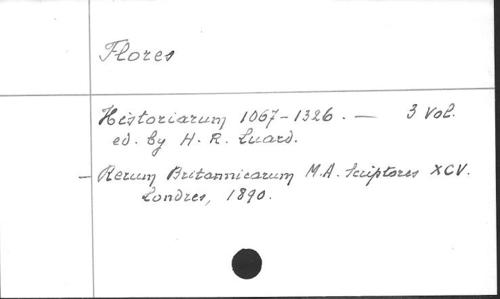 Flores
Historiarum 1067-1326. — 3 Vol.
ed. by H. R. Luard.
- Rerum Britannicarum M.A. Scriptores XCV.
Londres, 1890.